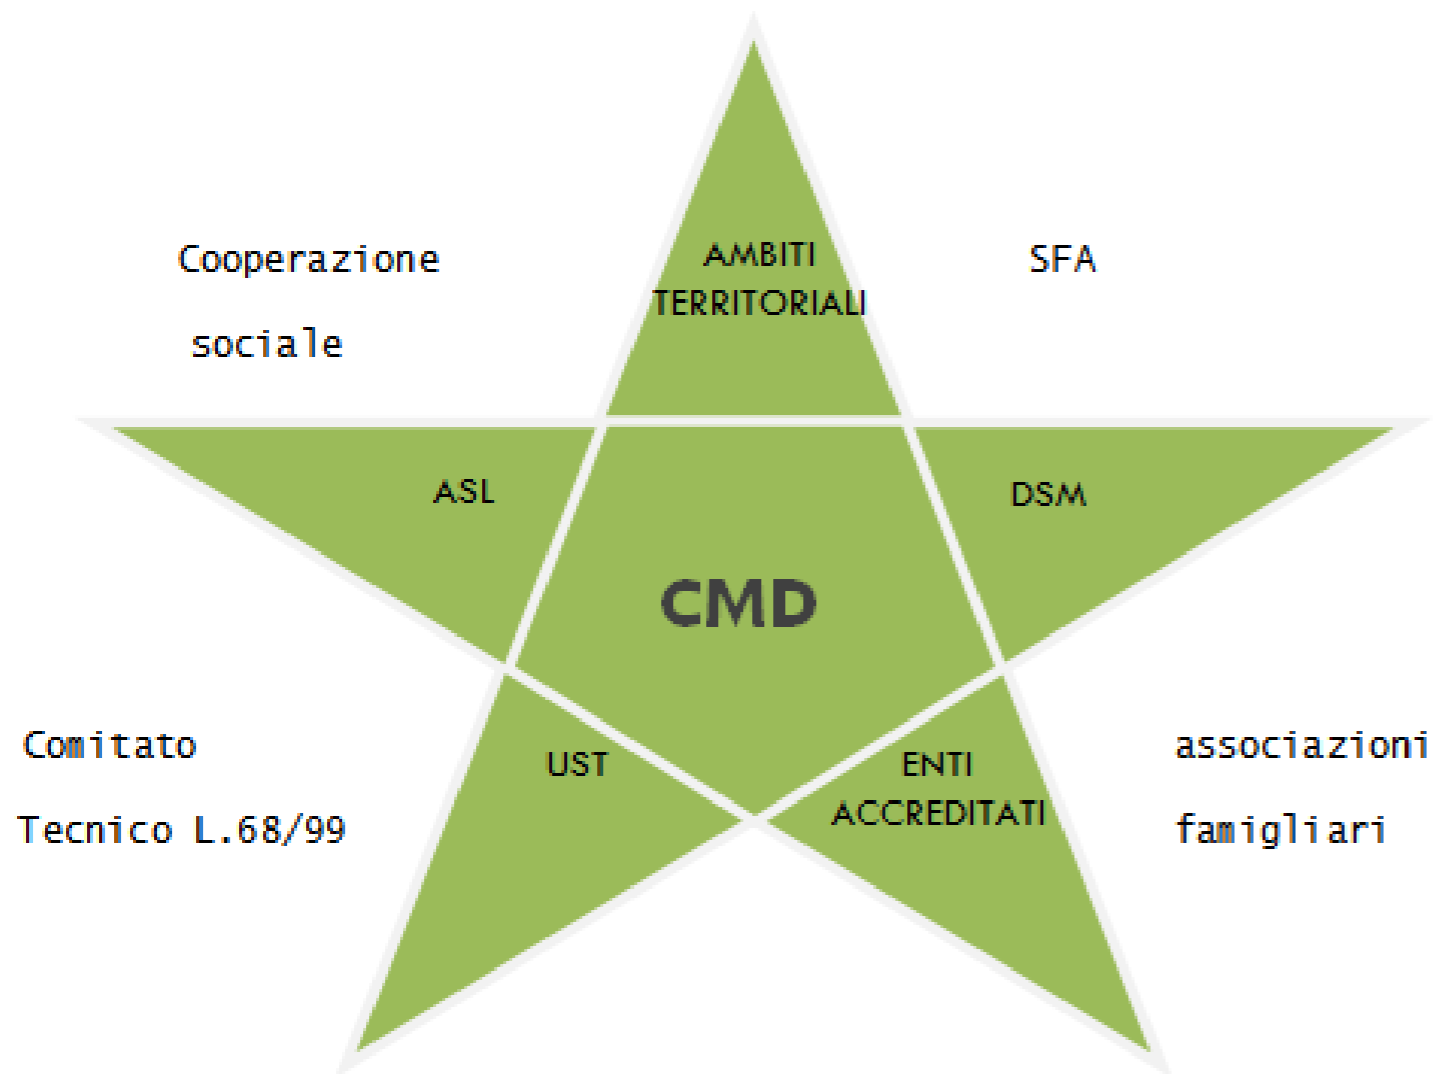 Cooperazione
sociale
AMBITI
TERRITORIALI
SFA
ASL
DSM
CMD
Comitato
Tecnico L.68/99
UST
ENTI
ACCREDITATI
associazioni
famigliari